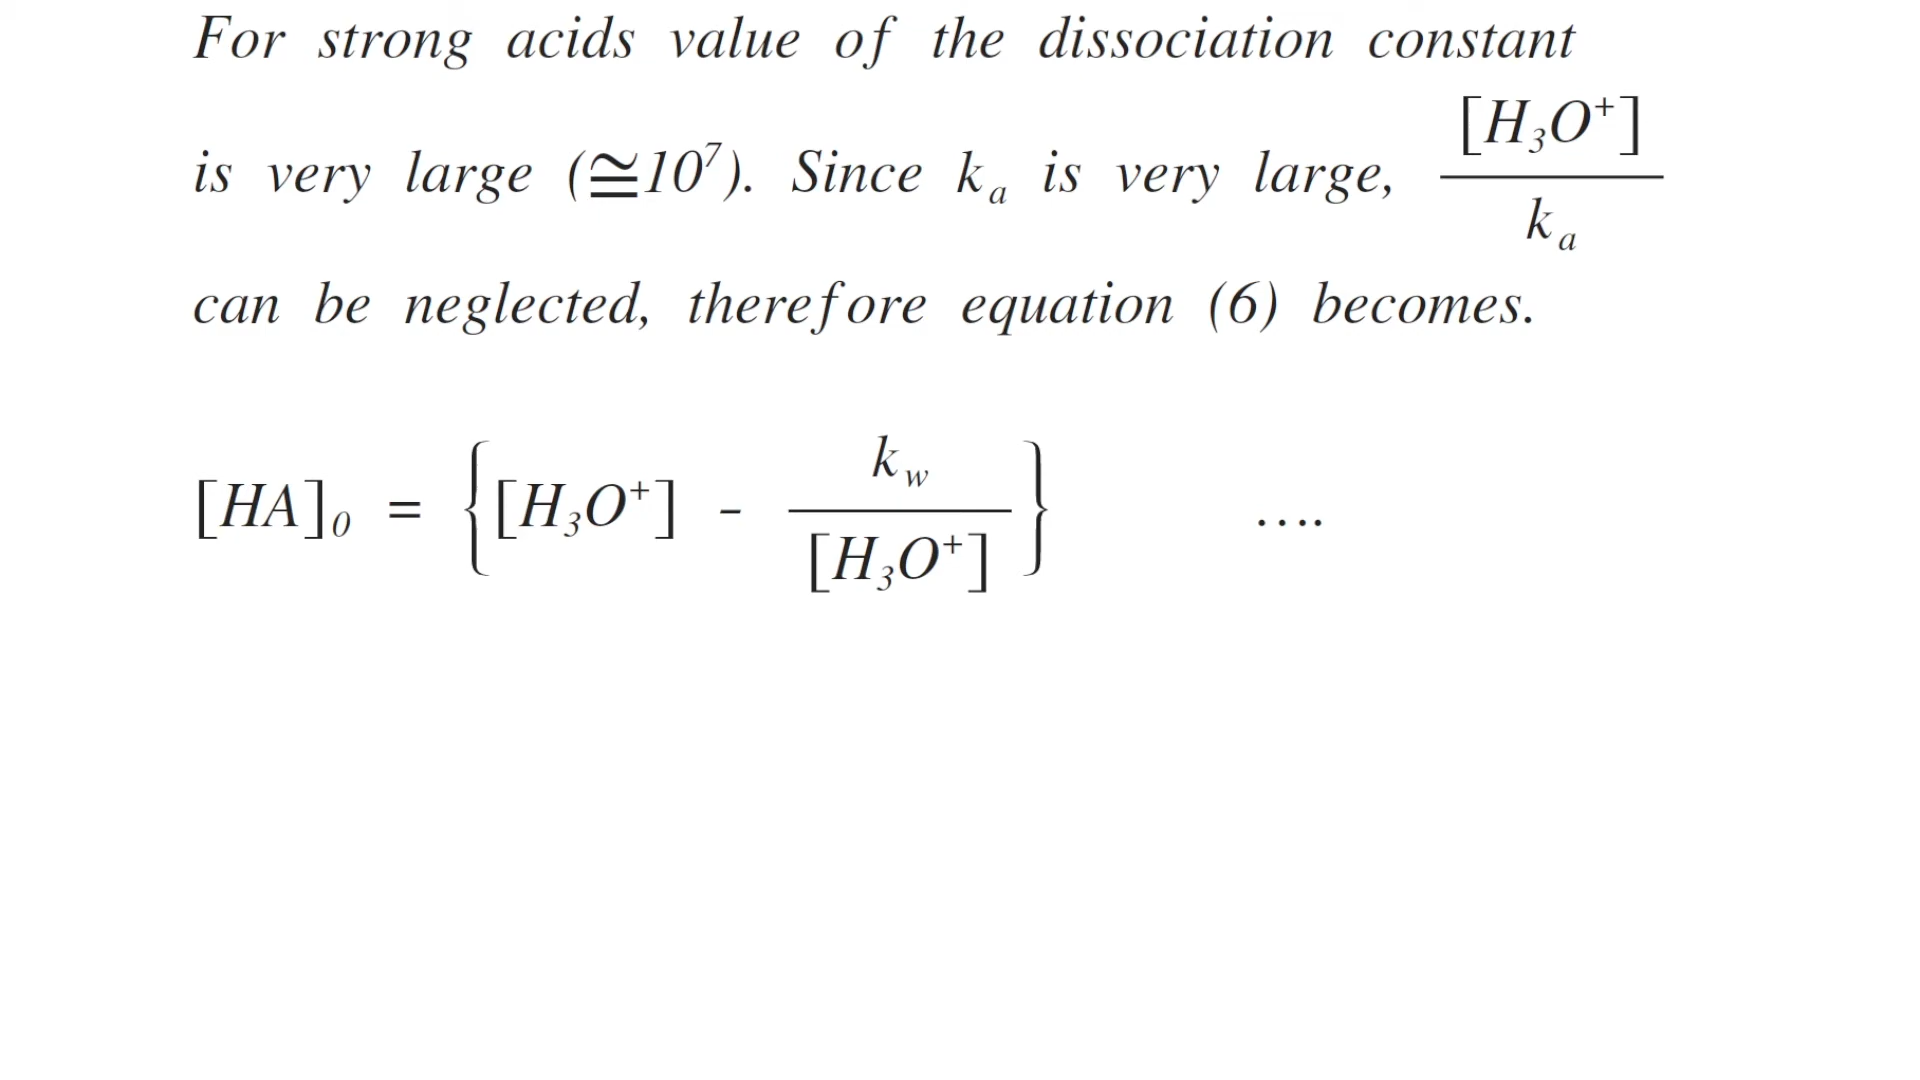 For strong acids value of the dissociation constant
is very large (≅10⁷). Since kₐ is very large, [H₃O⁺] / kₐ
can be neglected, therefore equation (6) becomes.
[HA]₀ = {[H₃O⁺] - k_w / [H₃O⁺]} ....